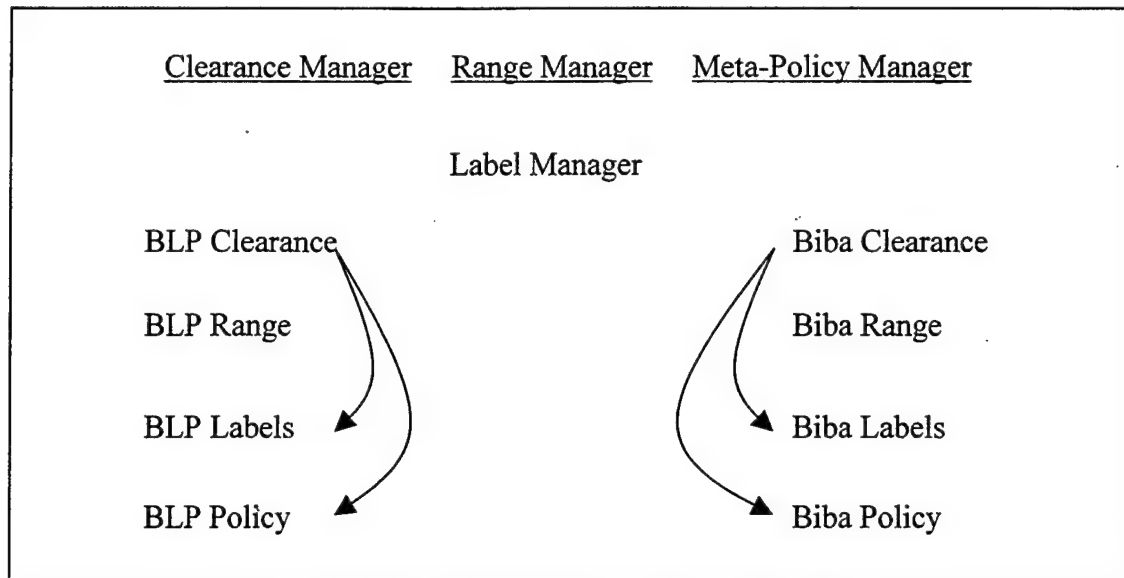 Clearance Manager Range Manager Meta-Policy Manager
Label Manager
BLP Clearance Biba Clearance
BLP Range Biba Range
BLP Labels Biba Labels
BLP Policy Biba Policy